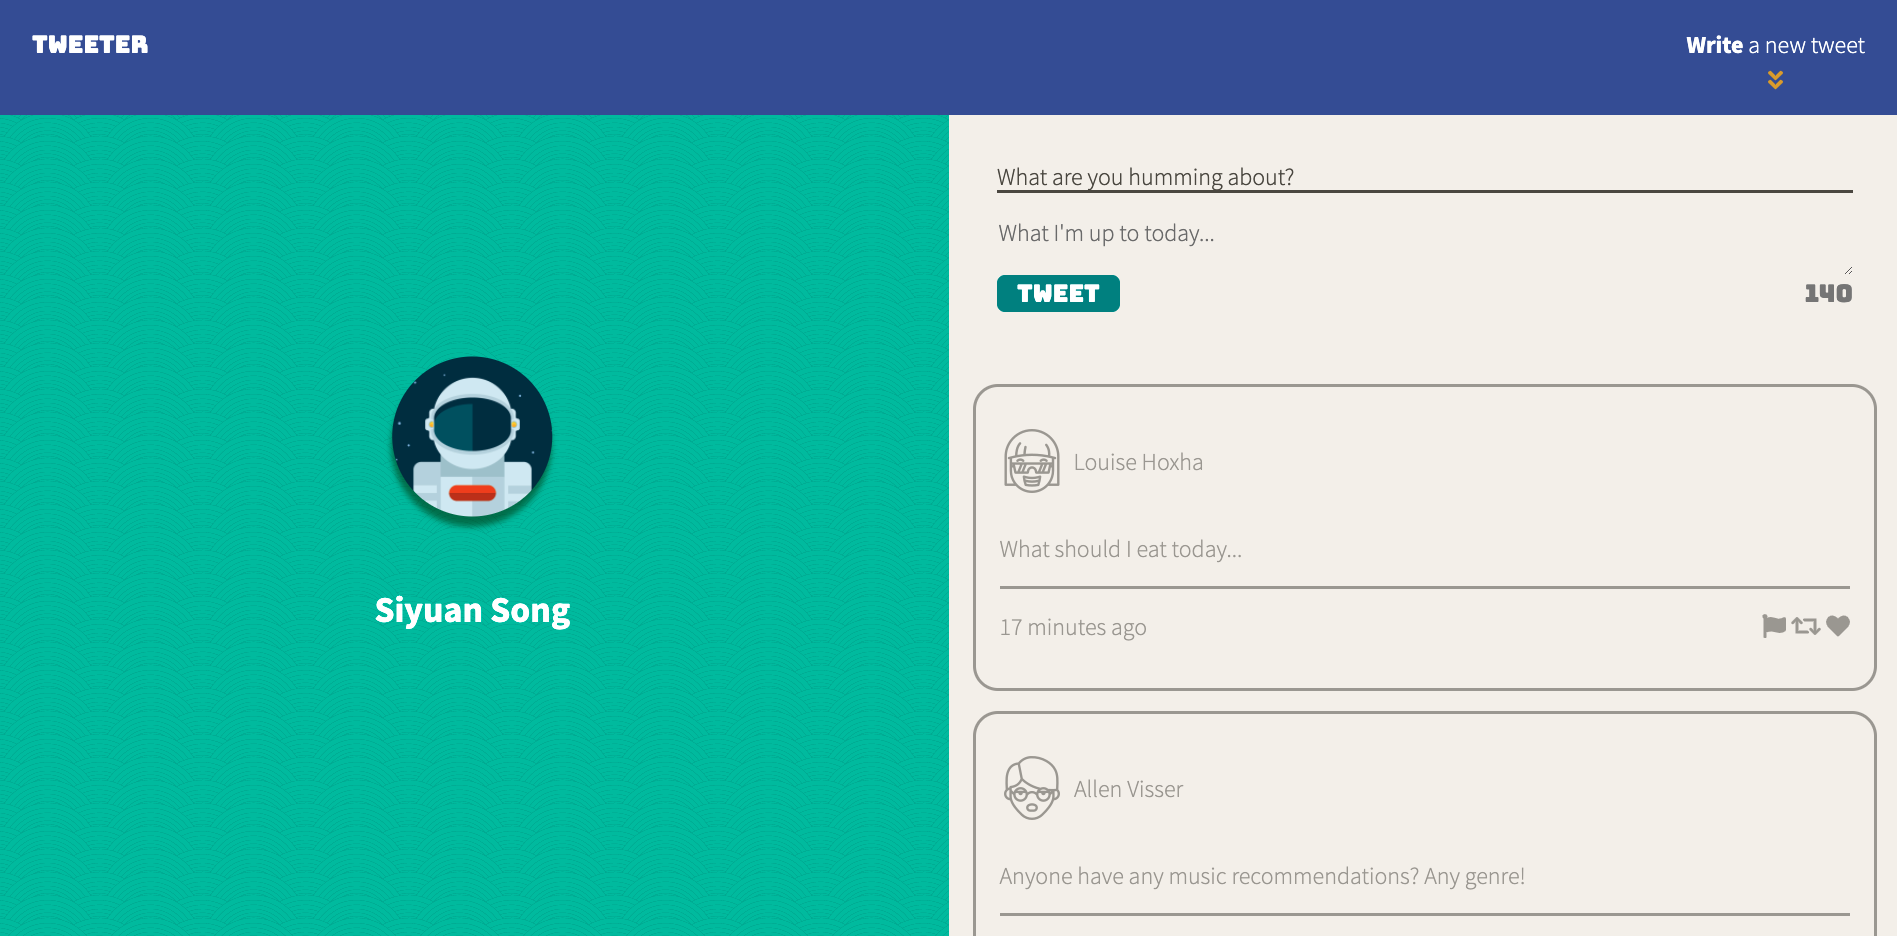 TWEETER
Write a new tweet
What are you humming about?
What I'm up to today...
TWEET
140
Siyuan Song
Louise Hoxha
What should I eat today...
17 minutes ago
Allen Visser
Anyone have any music recommendations? Any genre!